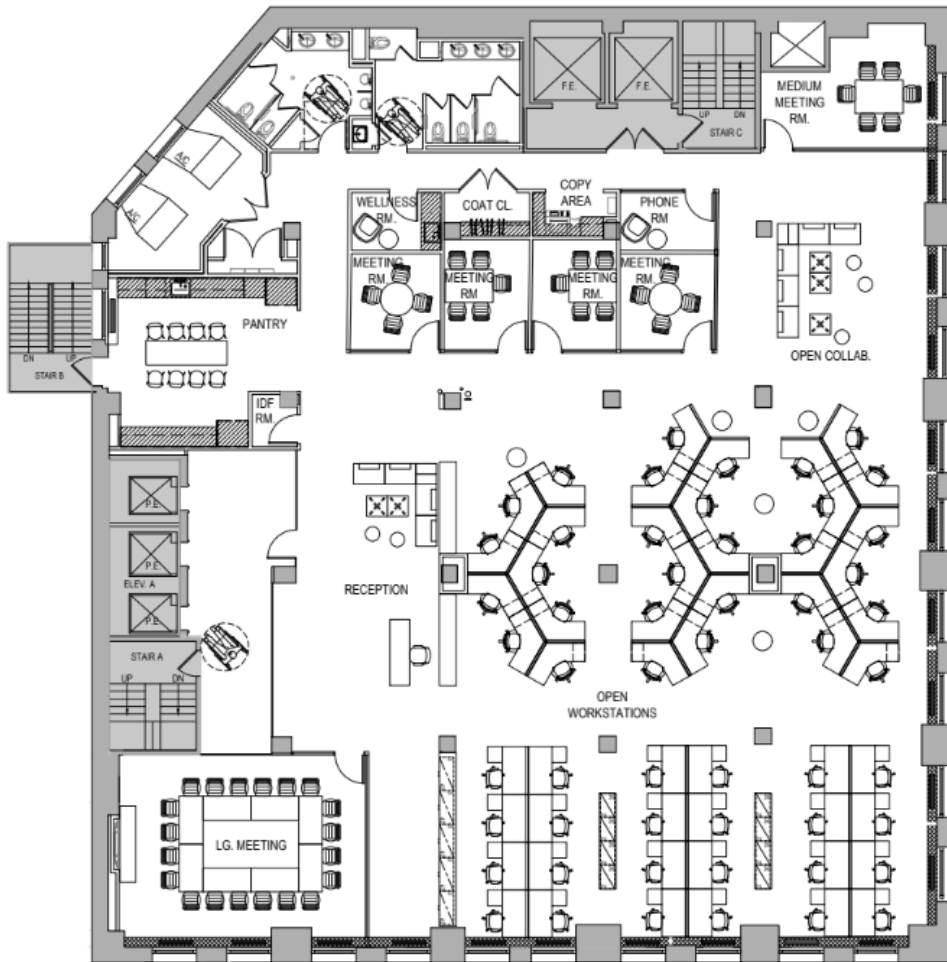 F.E.
F.E.
UP
DN
STAIR C
MEDIUM
MEETING
RM.
A/C
A/C
WELLNESS
RM.
COAT CL.
COPY
AREA
PHONE
RM
MEETING
RM.
MEETING
RM
MEETING
RM.
MEETING
RM.
PANTRY
OPEN COLLAB.
DN
UP
STAIR B
IDF
RM.
P.E.
P.E.
ELEV. A
P.E.
RECEPTION
STAIR A
UP
DN
OPEN
WORKSTATIONS
LG. MEETING